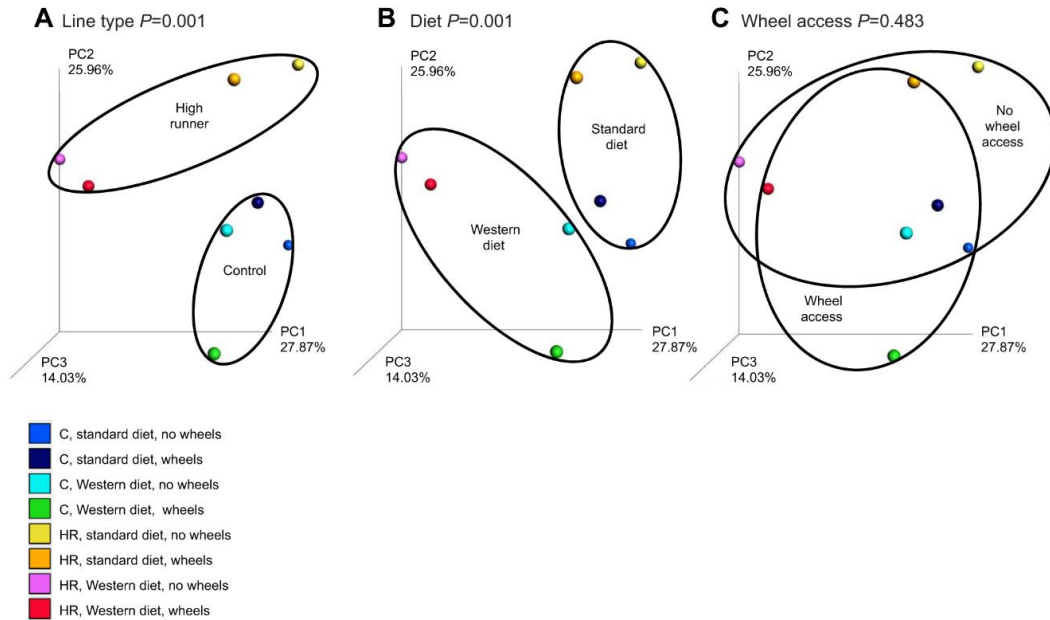 A Line type P=0.001
PC2
25.96%
High
runner
Control
PC1
27.87%
PC3
14.03%
B Diet P=0.001
PC2
25.96%
Standard
diet
Western
diet
PC1
27.87%
PC3
14.03%
C Wheel access P=0.483
PC2
25.96%
No
wheel
access
Wheel
access
PC1
27.87%
PC3
14.03%
C, standard diet, no wheels
C, standard diet, wheels
C, Western diet, no wheels
C, Western diet, wheels
HR, standard diet, no wheels
HR, standard diet, wheels
HR, Western diet, no wheels
HR, Western diet, wheels